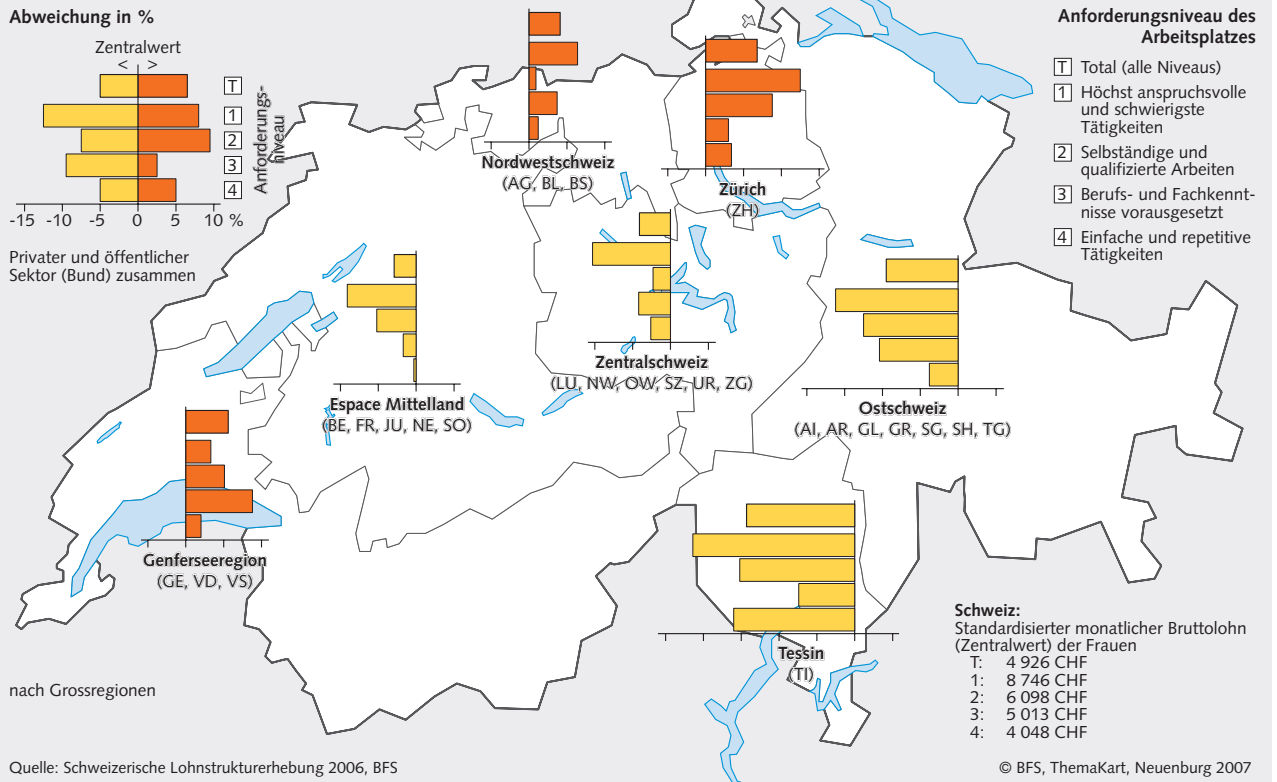 Abweichung in %
Zentralwert
< >
T
1
2
3
4
Anforderungs-
niveau
-15 -10 -5 0 5 10 %
Privater und öffentlicher
Sektor (Bund) zusammen
Anforderungsniveau des
Arbeitsplatzes
T Total (alle Niveaus)
1 Höchst anspruchsvolle
und schwierigste
Tätigkeiten
2 Selbständige und
qualifizierte Arbeiten
3 Berufs- und Fachkennt-
nisse vorausgesetzt
4 Einfache und repetitive
Tätigkeiten
Nordwestschweiz
(AG, BL, BS)
Zürich
(ZH)
Zentralschweiz
(LU, NW, OW, SZ, UR, ZG)
Espace Mittelland
(BE, FR, JU, NE, SO)
Ostschweiz
(AI, AR, GL, GR, SG, SH, TG)
Genferseeregion
(GE, VD, VS)
Tessin
(TI)
Schweiz:
Standardisierter monatlicher Bruttolohn
(Zentralwert) der Frauen
T: 4 926 CHF
1: 8 746 CHF
2: 6 098 CHF
3: 5 013 CHF
4: 4 048 CHF
nach Grossregionen
Quelle: Schweizerische Lohnstrukturerhebung 2006, BFS
© BFS, ThemaKart, Neuenburg 2007